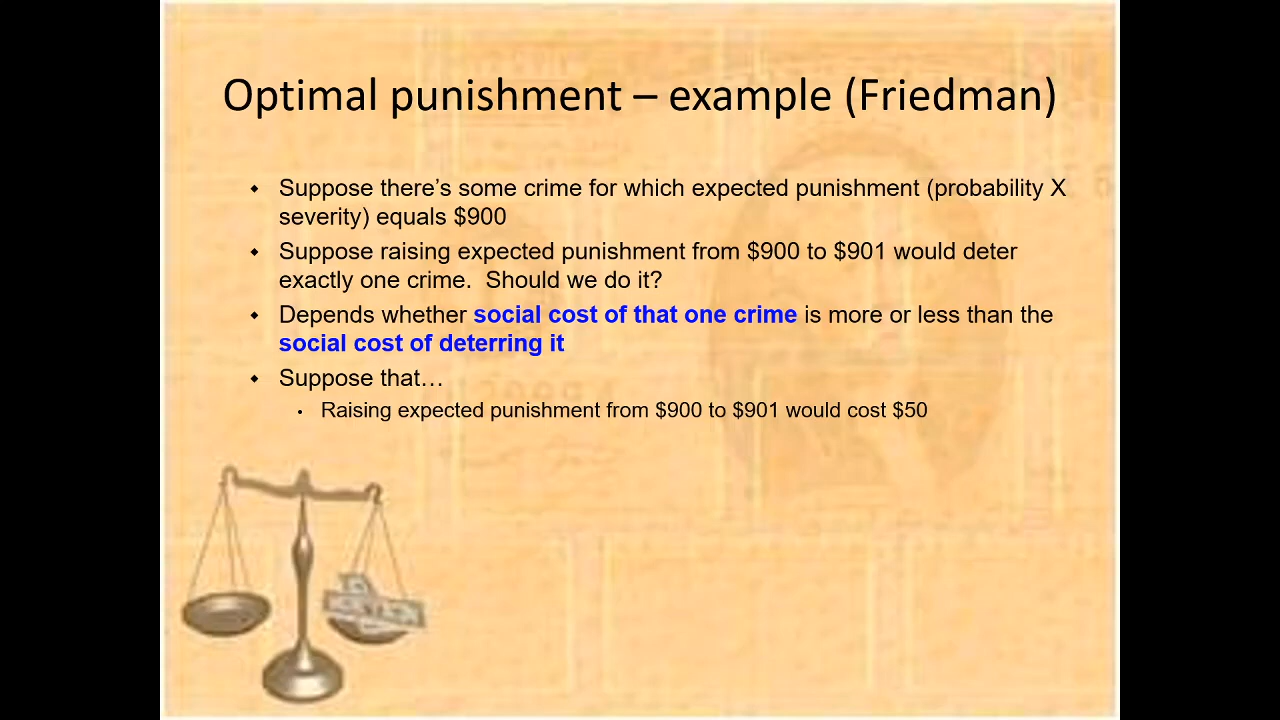 Optimal punishment – example (Friedman)
Suppose there’s some crime for which expected punishment (probability X
severity) equals $900
Suppose raising expected punishment from $900 to $901 would deter
exactly one crime.  Should we do it?
Depends whether social cost of that one crime is more or less than the
social cost of deterring it
Suppose that…
Raising expected punishment from $900 to $901 would cost $50